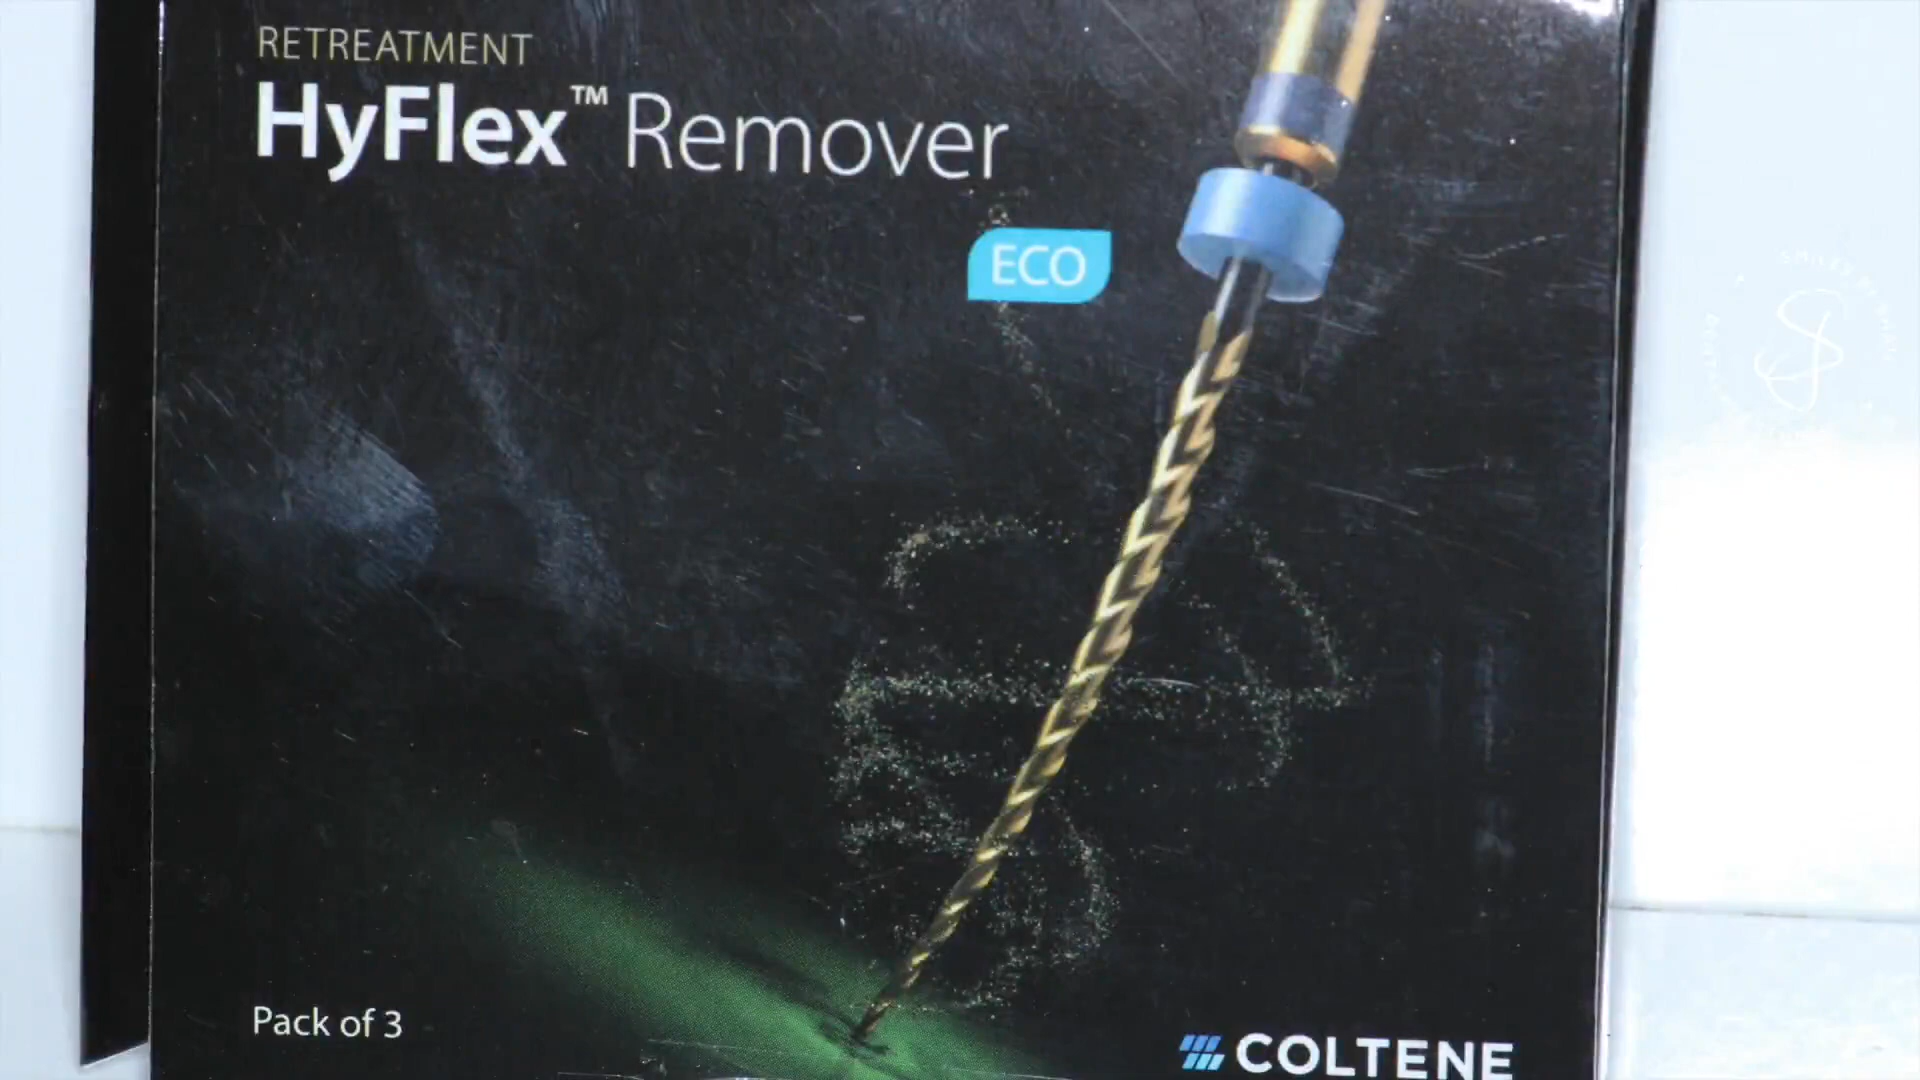 RETREATMENT
HyFlex™ Remover
ECO
Pack of 3
COLTENE